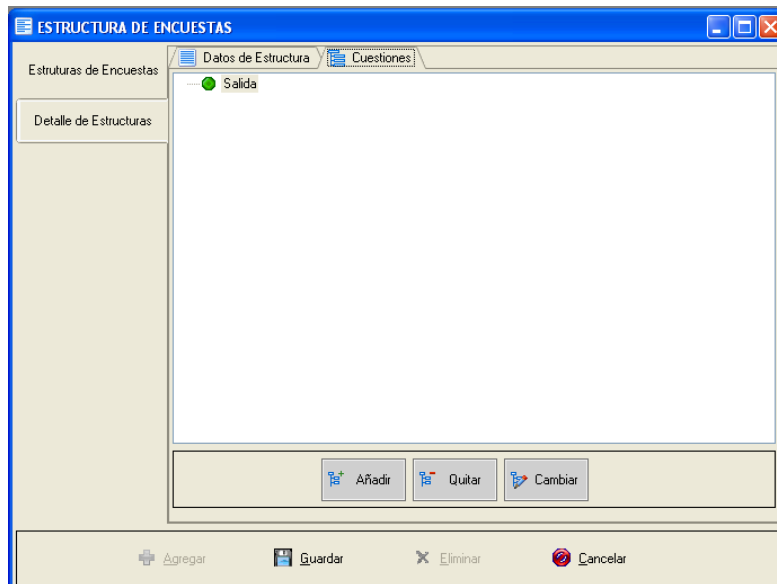 ESTRUCTURA DE ENCUESTAS
Estruturas de Encuestas
Detalle de Estructuras
Datos de Estructura
Cuestiones
Salida
Añadir
Quitar
Cambiar
Agregar
Guardar
Eliminar
Cancelar